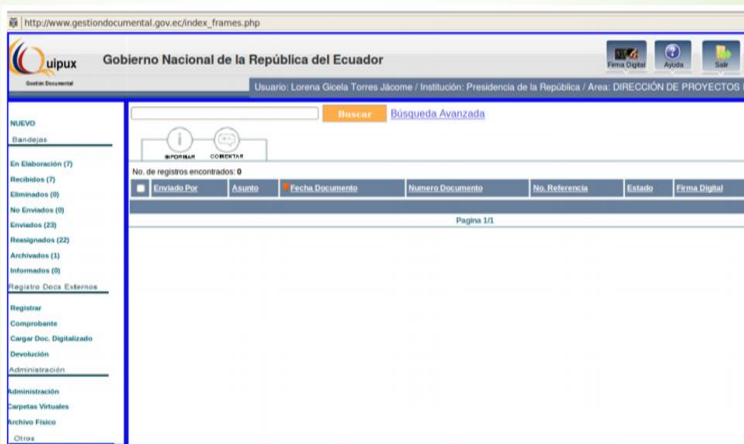 http://www.gestiondocumental.gov.ec/index_frames.php
Quipux
Gestión Documental
Gobierno Nacional de la República del Ecuador
Firma Digital
Ayuda
Salir
Usuario: Lorena Gicela Torres Jácome / Institución: Presidencia de la República / Area: DIRECCIÓN DE PROYECTOS
NUEVO
Bandejas
En Elaboración (7)
Recibidos (7)
Eliminados (0)
No Enviados (0)
Enviados (23)
Reasignados (22)
Archivados (1)
Informados (0)
Registro Docs Externos
Registrar
Comprobante
Cargar Doc. Digitalizado
Devolución
Administración
Administración
Carpetas Virtuales
Archivo Físico
Otros
Buscar
Búsqueda Avanzada
INFORMAR COMENTAR
No. de registros encontrados: 0
Enviado Por Asunto Fecha Documento Numero Documento No. Referencia Estado Firma Digital
Pagina 1/1